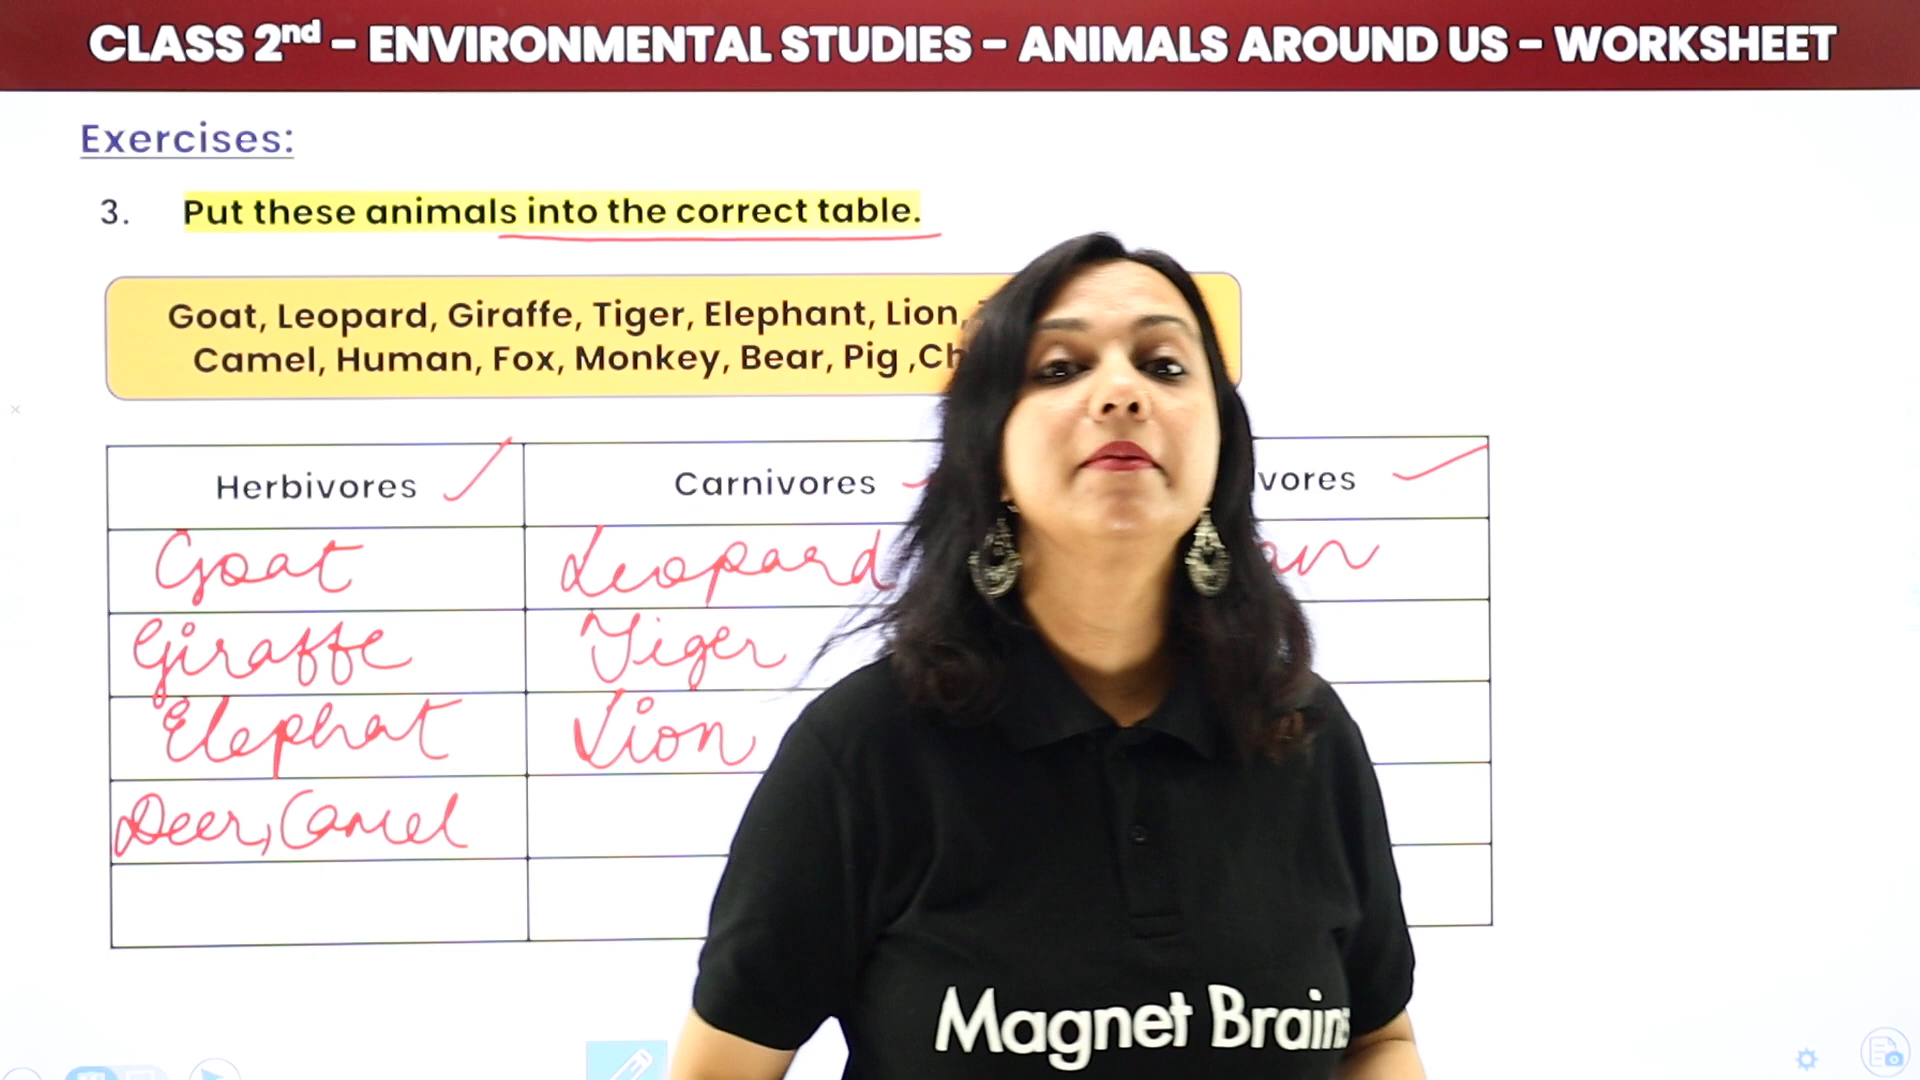 CLASS 2nd - ENVIRONMENTAL STUDIES - ANIMALS AROUND US - WORKSHEET
Exercises:
3. Put these animals into the correct table.
Goat, Leopard, Giraffe, Tiger, Elephant, Lion,
Camel, Human, Fox, Monkey, Bear, Pig ,Ch
Herbivores Carnivores vores
Goat Leopard an
Giraffe Tiger
Elephat Lion
Deer, Camel
Magnet Brains